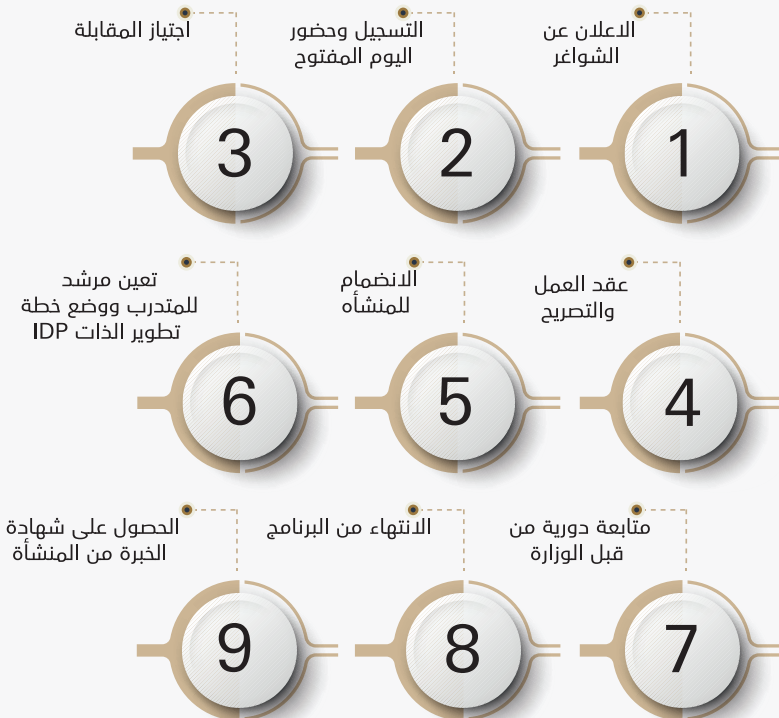 الاعلان عن
الشواغر
1
التسجيل وحضور
اليوم المفتوح
2
اجتياز المقابلة
3
عقد العمل
والتصريح
4
الانضمام
للمنشأه
5
تعين مرشد
للمتدرب ووضع خطة
تطوير الذات IDP
6
متابعة دورية من
قبل الوزارة
7
الانتهاء من البرنامج
8
الحصول على شهادة
الخبرة من المنشأة
9